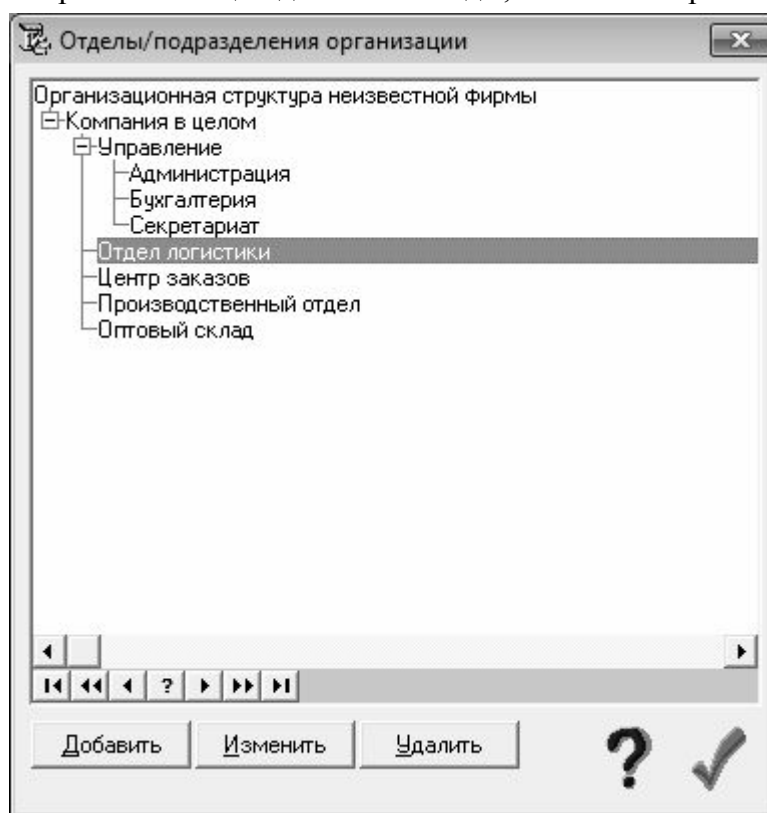 Отделы/подразделения организации
Организационная структура неизвестной фирмы
Компания в целом
Управление
Администрация
Бухгалтерия
Секретариат
Отдел логистики
Центр заказов
Производственный отдел
Оптовый склад
?
Добавить Изменить Удалить ?